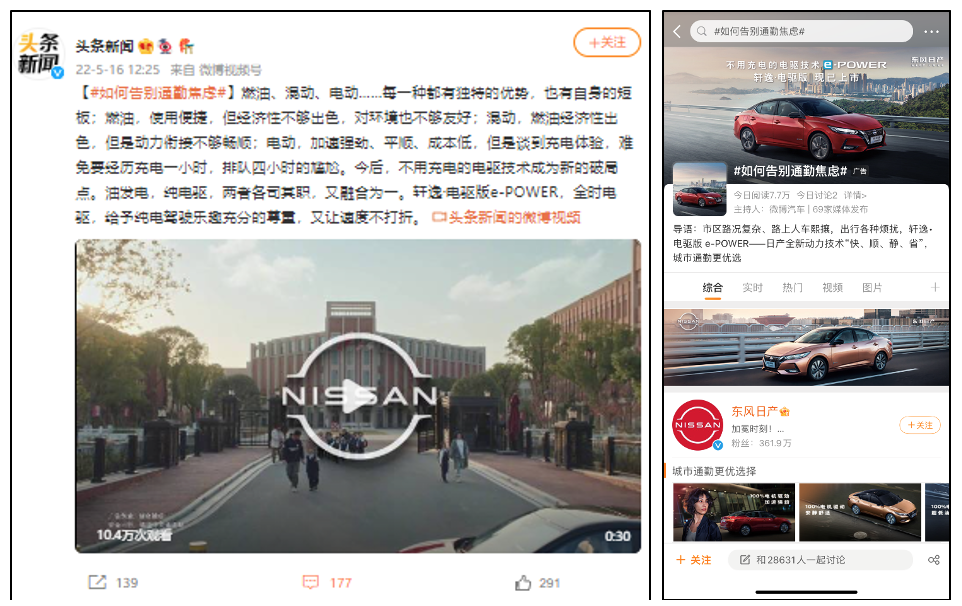 头条新闻
头条新闻
+关注
22-5-16 12:25 来自 微博视频号
【#如何告别通勤焦虑#】燃油、混动、电动……每一种都有独特的优势，也有自身的短
板；燃油，使用便捷，但经济性不够出色，对环境也不够友好；混动，燃油经济性出
色，但是动力衔接不够畅顺；电动，加速强劲、平顺、成本低，但是谈到充电体验，难
免要经历充电一小时，排队四小时的尴尬。今后，不用充电的电驱技术成为新的破局
点。油发电，纯电驱，两者各司其职，又融合为一。轩逸·电驱版e-POWER，全时电
驱，给予纯电驾驶乐趣充分的尊重，又让速度不打折。 头条新闻的微博视频
NISSAN
10.4万次观看
0:30
139
177
291
#如何告别通勤焦虑#
不用充电的电驱技术 e-POWER
轩逸·电驱版 现已上市!
东风日产
#如何告别通勤焦虑# 广告
今日阅读7.7万 今日讨论2 详情>
主持人：微博汽车 | 69家媒体发布
导语：市区路况复杂、路上人车熙攘，出行各种烦扰，轩逸·
电驱版 e-POWER——日产全新动力技术“快、顺、静、省”，
城市通勤更优选
综合 实时 热门 视频 图片
NISSAN
NISSAN
东风日产
加冕时刻！...
粉丝：361.9万
+关注
城市通勤更优选择
100%电机驱动
100%电机驱动
100%
+ 关注
和28631人一起讨论